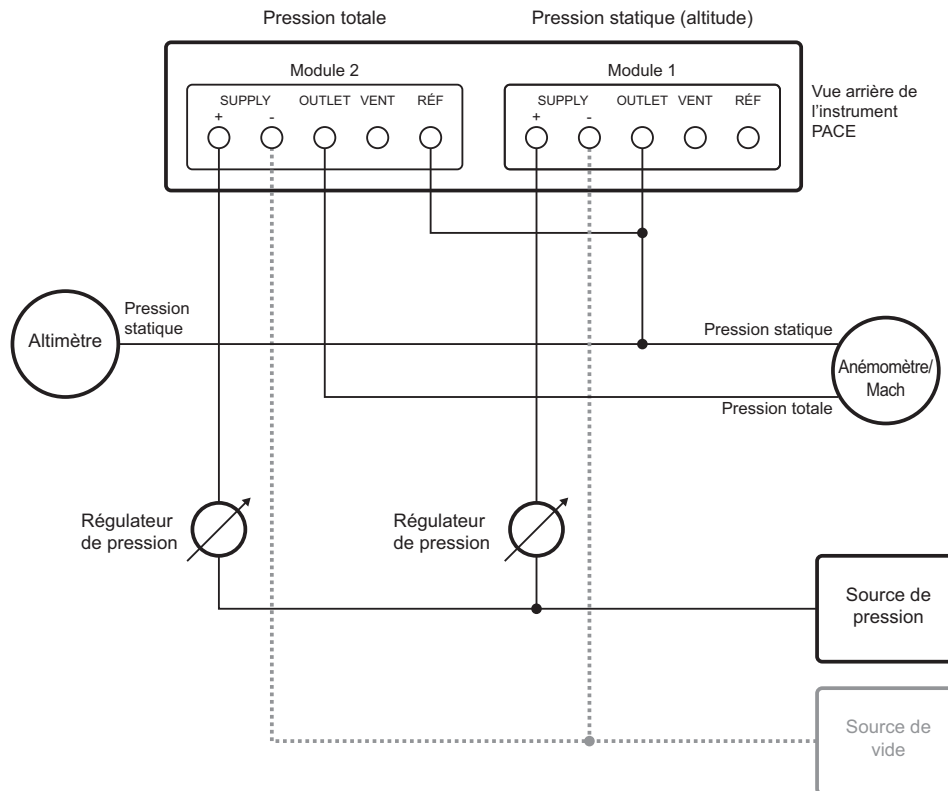 Pression totale
Pression statique (altitude)
Module 2
Module 1
SUPPLY OUTLET VENT RÉF
+ -
SUPPLY OUTLET VENT RÉF
+ -
Vue arrière de
l'instrument
PACE
Altimètre
Pression
statique
Pression statique
Anémomètre/
Mach
Pression totale
Régulateur
de pression
Régulateur
de pression
Source de
pression
Source de
vide